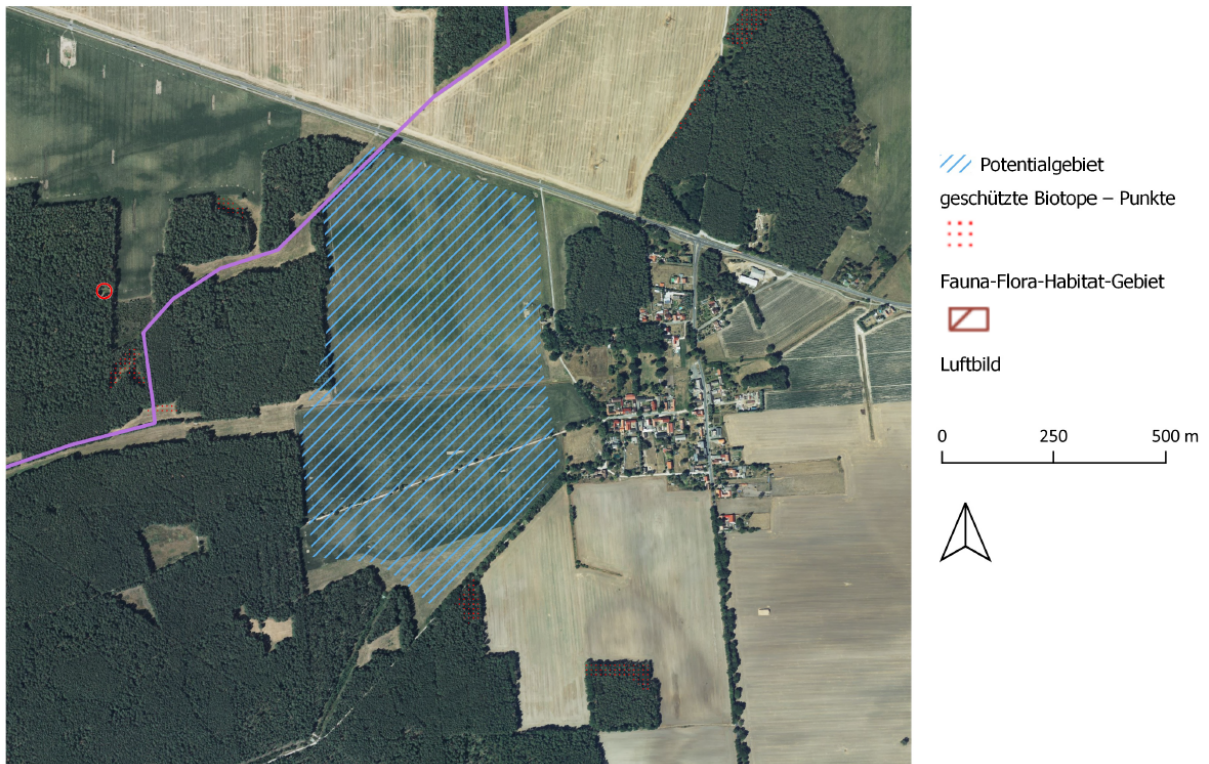 Potentialgebiet
geschützte Biotope – Punkte
Fauna-Flora-Habitat-Gebiet
Luftbild
0 250 500 m